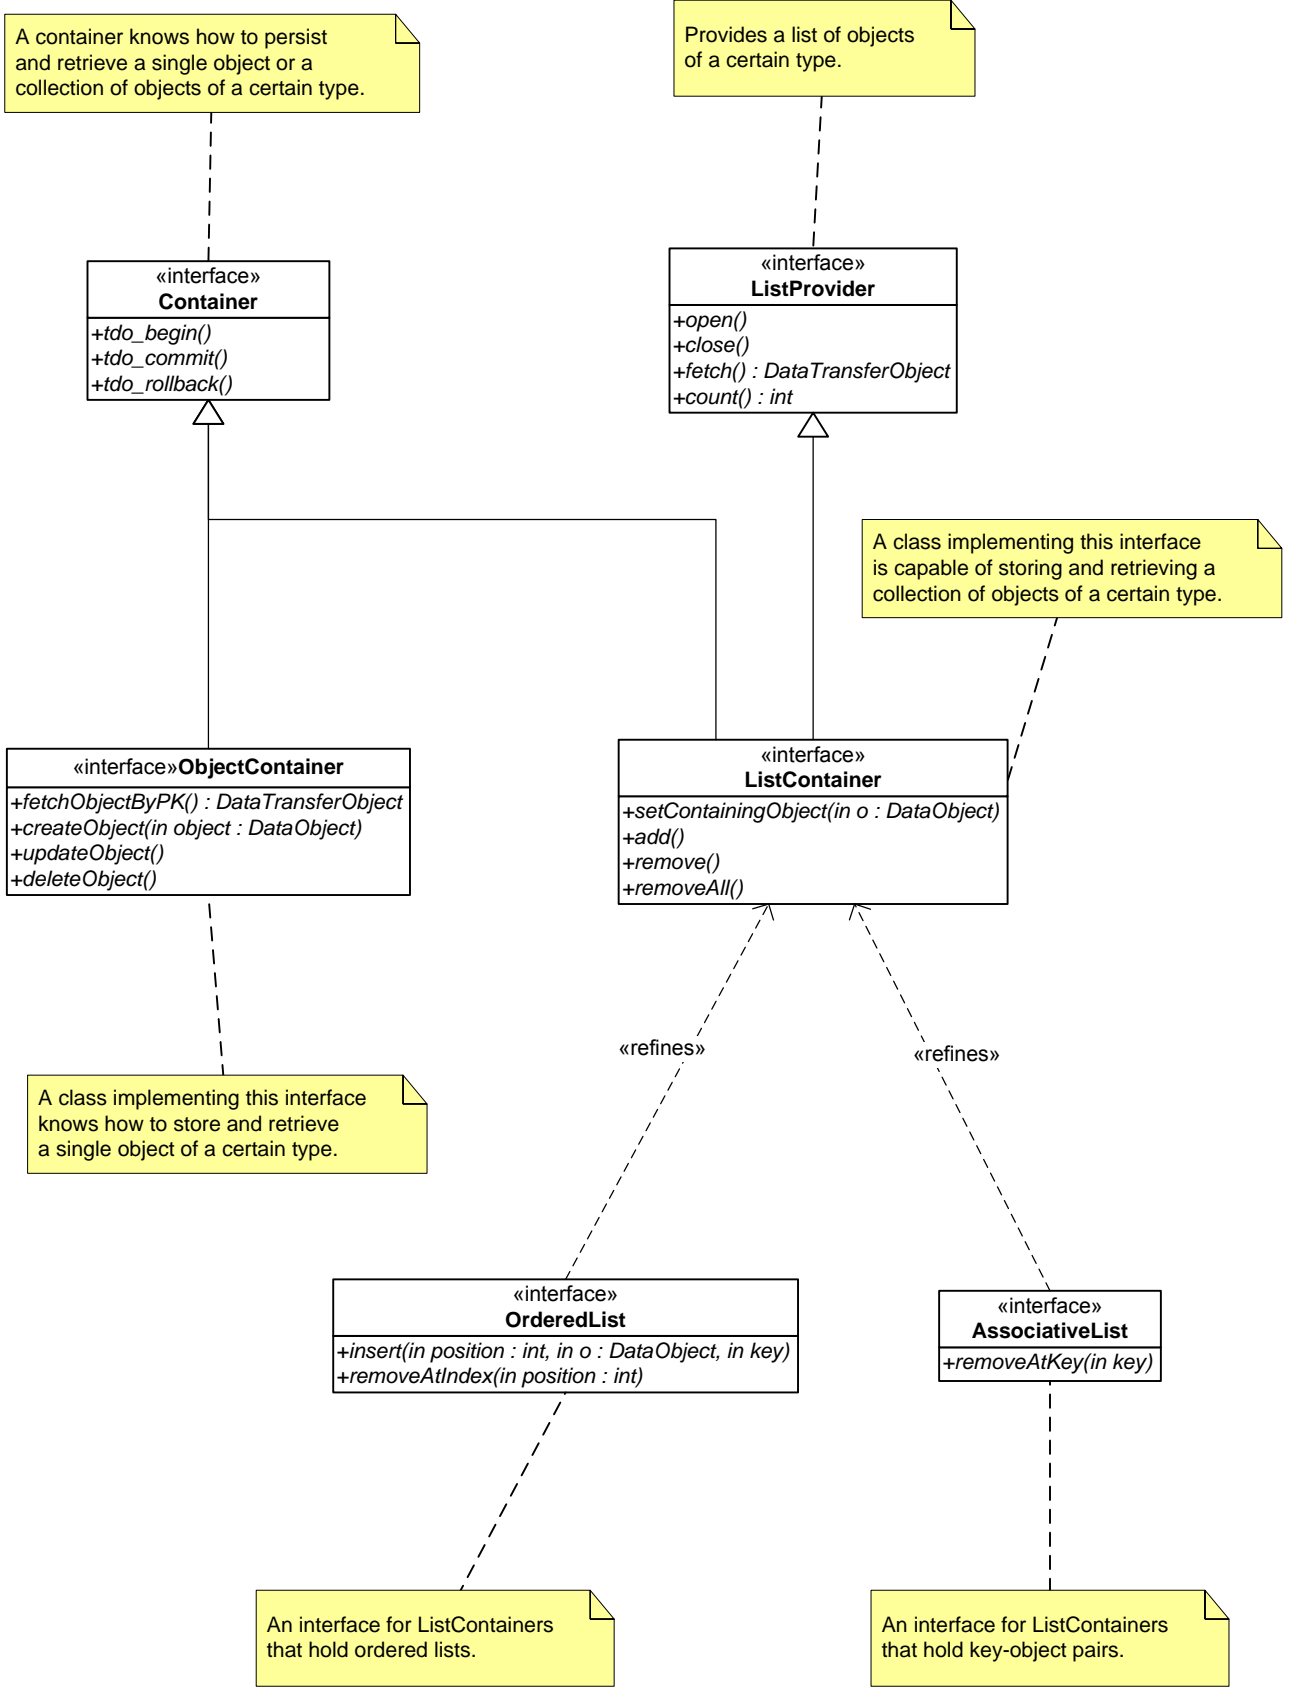 A container knows how to persist
and retrieve a single object or a
collection of objects of a certain type.
Provides a list of objects
of a certain type.
«interface»
Container
+tdo_begin()
+tdo_commit()
+tdo_rollback()
«interface»
ListProvider
+open()
+close()
+fetch() : DataTransferObject
+count() : int
A class implementing this interface
is capable of storing and retrieving a
collection of objects of a certain type.
«interface»ObjectContainer
+fetchObjectByPK() : DataTransferObject
+createObject(in object : DataObject)
+updateObject()
+deleteObject()
«interface»
ListContainer
+setContainingObject(in o : DataObject)
+add()
+remove()
+removeAll()
«refines»
«refines»
A class implementing this interface
knows how to store and retrieve
a single object of a certain type.
«interface»
OrderedList
+insert(in position : int, in o : DataObject, in key)
+removeAtIndex(in position : int)
«interface»
AssociativeList
+removeAtKey(in key)
An interface for ListContainers
that hold ordered lists.
An interface for ListContainers
that hold key-object pairs.